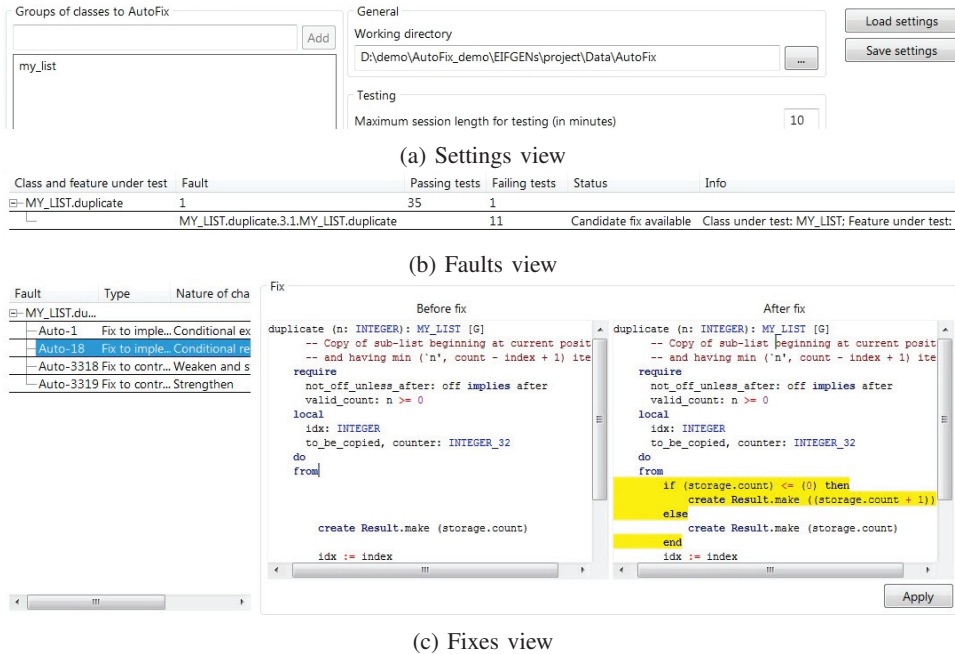 Groups of classes to AutoFix
Add
my_list
General
Working directory
D:\demo\AutoFix_demo\EIFGENs\project\Data\AutoFix
...
Testing
Maximum session length for testing (in minutes)
10
Load settings
Save settings
(a) Settings view
Class and feature under test Fault Passing tests Failing tests Status Info
MY_LIST.duplicate 1 35 1
MY_LIST.duplicate.3.1.MY_LIST.duplicate 11 Candidate fix available Class under test: MY_LIST; Feature under test:
(b) Faults view
Fault Type Nature of cha
MY_LIST.du...
Auto-1 Fix to imple... Conditional ex
Auto-18 Fix to imple... Conditional re
Auto-3318 Fix to contr... Weaken and s
Auto-3319 Fix to contr... Strengthen
Fix
Before fix
duplicate (n: INTEGER): MY_LIST [G]
-- Copy of sub-list beginning at current posit
-- and having min (`n', count - index + 1) ite
require
not_off_unless_after: off implies after
valid_count: n >= 0
local
idx: INTEGER
to_be_copied, counter: INTEGER_32
do
from
create Result.make (storage.count)
idx := index
After fix
duplicate (n: INTEGER): MY_LIST [G]
-- Copy of sub-list beginning at current posit
-- and having min (`n', count - index + 1) ite
require
not_off_unless_after: off implies after
valid_count: n >= 0
local
idx: INTEGER
to_be_copied, counter: INTEGER_32
do
from
if (storage.count) <= (0) then
create Result.make ((storage.count + 1))
else
create Result.make (storage.count)
end
idx := index
Apply
(c) Fixes view